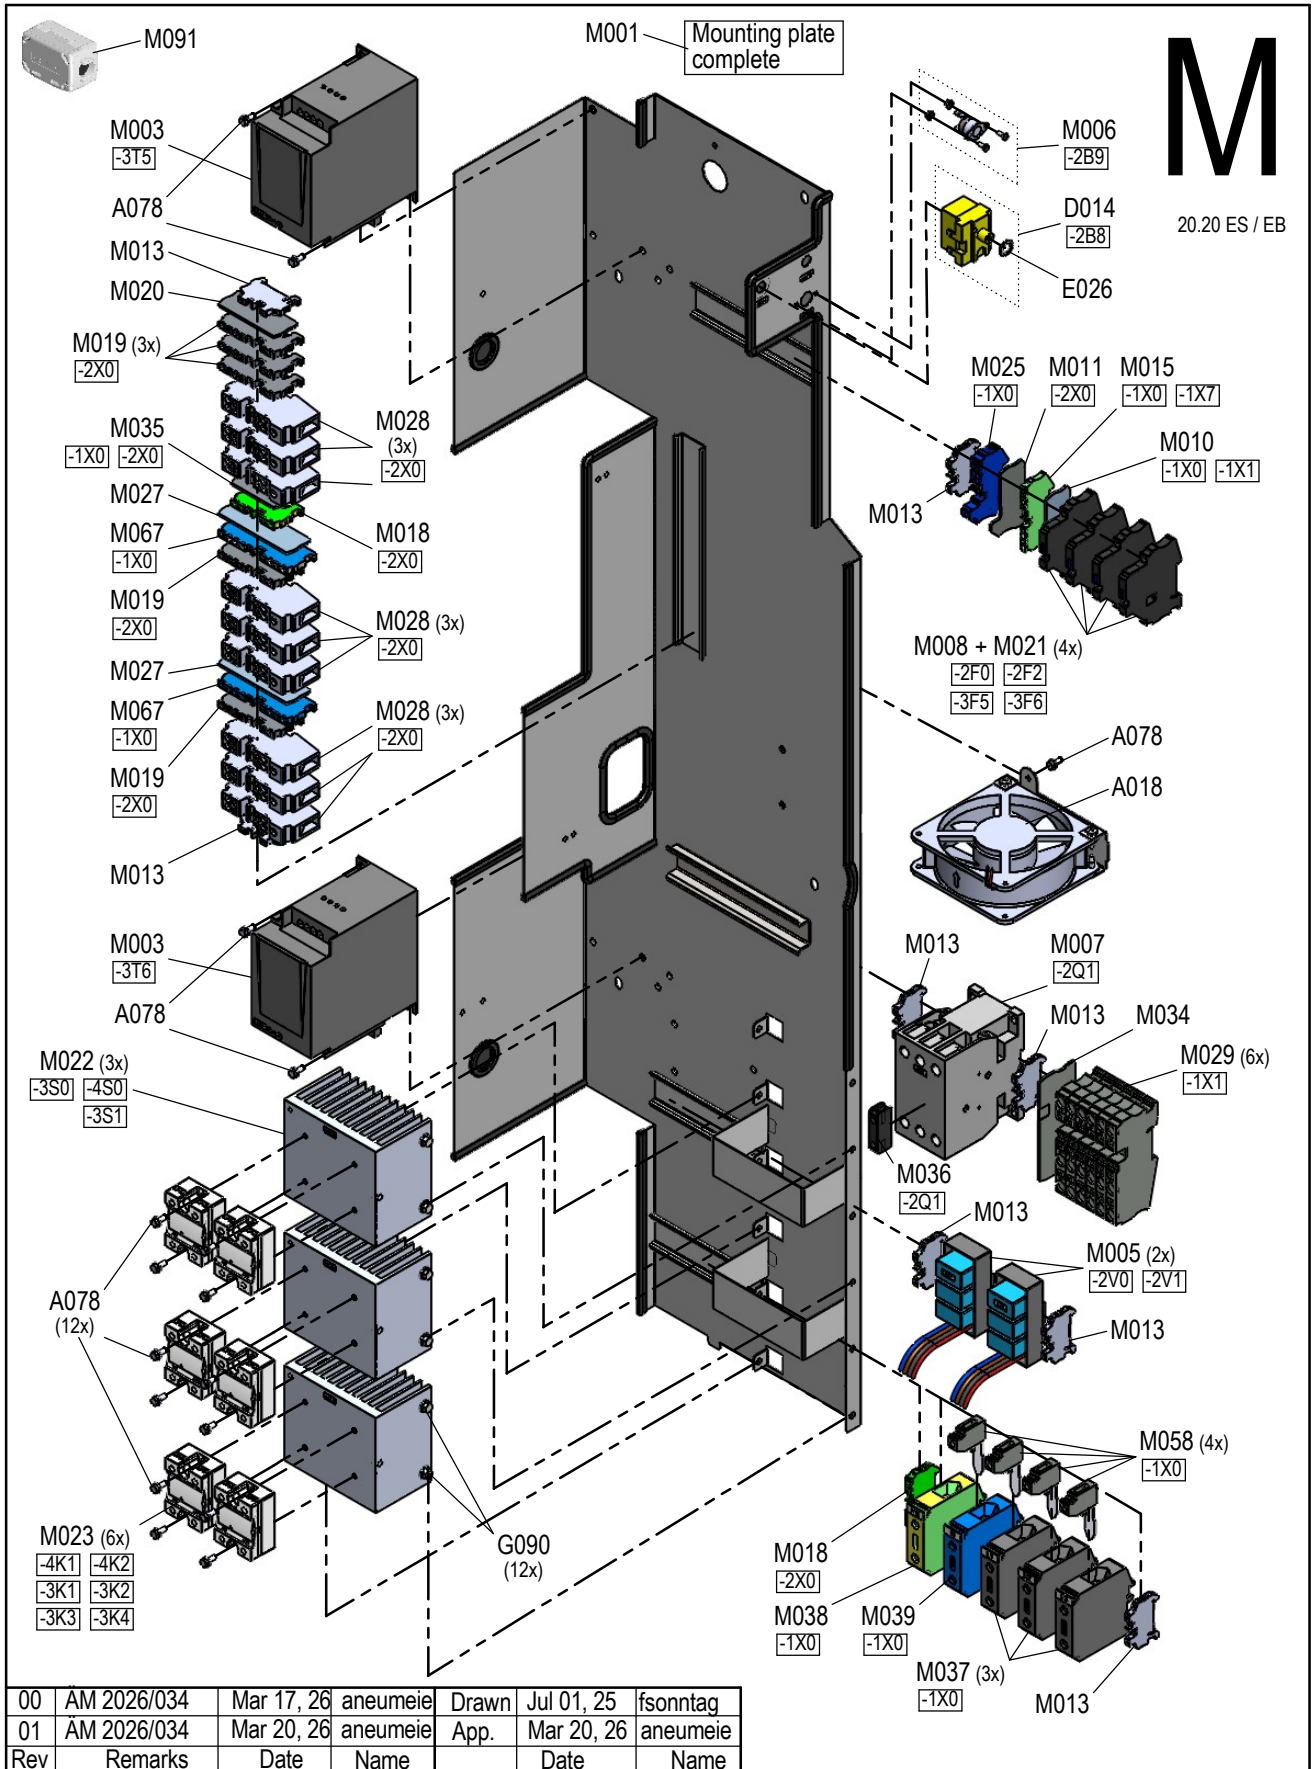 M091
M001
Mounting plate
complete
M
20.20 ES / EB
M003
-3T5
A078
M013
M020
M019 (3x)
-2X0
M028
(3x)
-2X0
M035
-1X0 -2X0
M027
M067
-1X0
M018
-2X0
M019
-2X0
M028 (3x)
-2X0
M027
M067
-1X0
M028 (3x)
-2X0
M019
-2X0
M013
M006
-2B9
D014
-2B8
E026
M025
-1X0
M011
-2X0
M015
-1X0 -1X7
M010
-1X0 -1X1
M013
M008 + M021 (4x)
-2F0 -2F2
-3F5 -3F6
A078
A018
M003
-3T6
A078
M013
M007
-2Q1
M013
M034
M029 (6x)
-1X1
M036
-2Q1
M022 (3x)
-3S0 -4S0
-3S1
M013
M005 (2x)
-2V0 -2V1
M013
A078
(12x)
M058 (4x)
-1X0
M023 (6x)
-4K1 -4K2
-3K1 -3K2
-3K3 -3K4
G090
(12x)
M018
-2X0
M038
-1X0
M039
-1X0
M037 (3x)
-1X0
M013
00 ÄM 2026/034 Mar 17, 26 aneumeie Drawn Jul 01, 25 fsonntag
01 ÄM 2026/034 Mar 20, 26 aneumeie App. Mar 20, 26 aneumeie
Rev Remarks Date Name Date Name